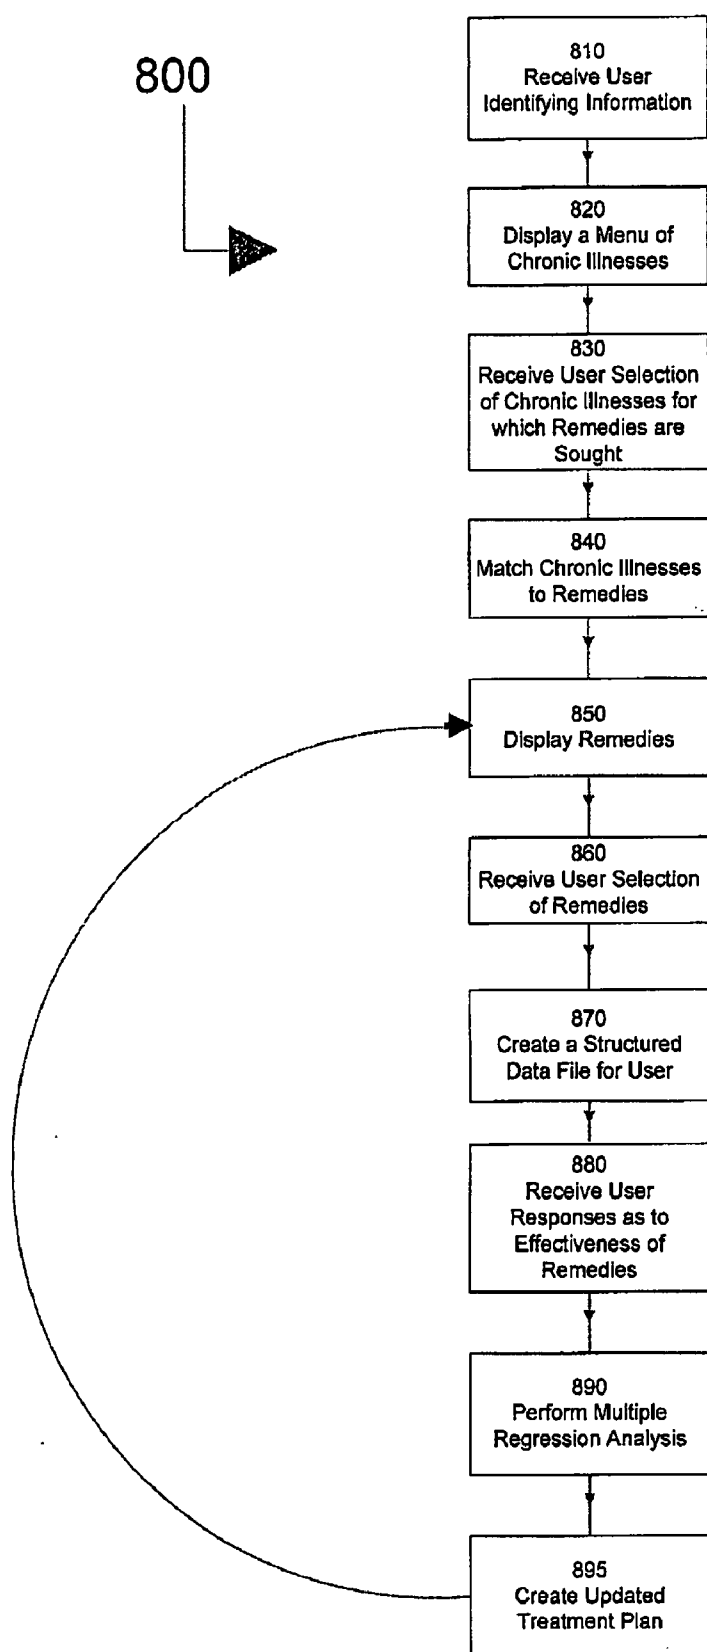 800
810
Receive User
Identifying Information
820
Display a Menu of
Chronic Illnesses
830
Receive User Selection
of Chronic Illnesses for
which Remedies are
Sought
840
Match Chronic Illnesses
to Remedies
850
Display Remedies
860
Receive User Selection
of Remedies
870
Create a Structured
Data File for User
880
Receive User
Responses as to
Effectiveness of
Remedies
890
Perform Multiple
Regression Analysis
895
Create Updated
Treatment Plan